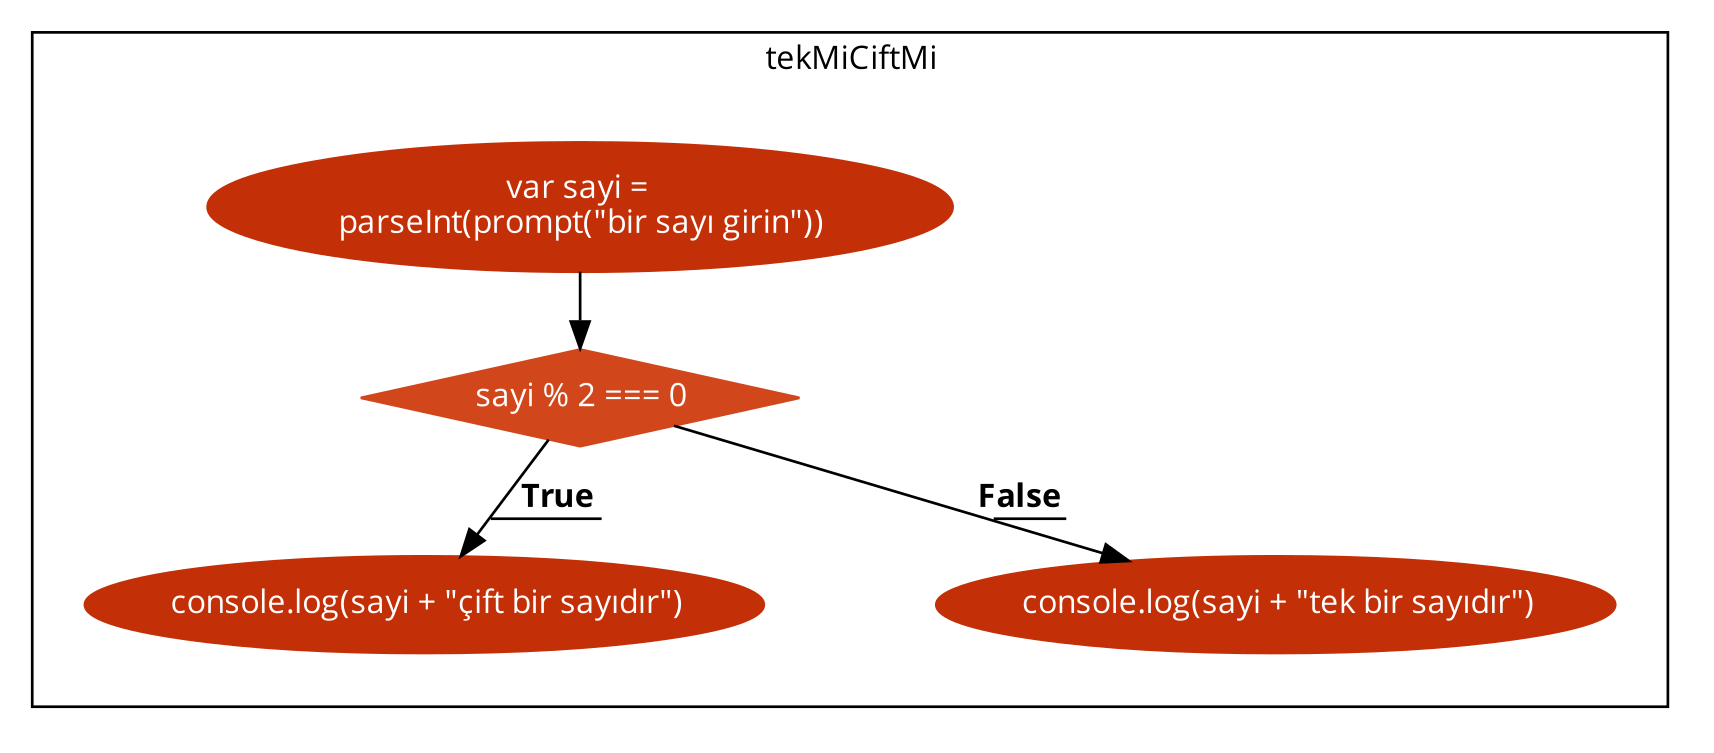 tekMiCiftMi
var sayi =
parseInt(prompt("bir sayı girin"))
sayi % 2 === 0
True
False
console.log(sayi + "çift bir sayıdır")
console.log(sayi + "tek bir sayıdır")